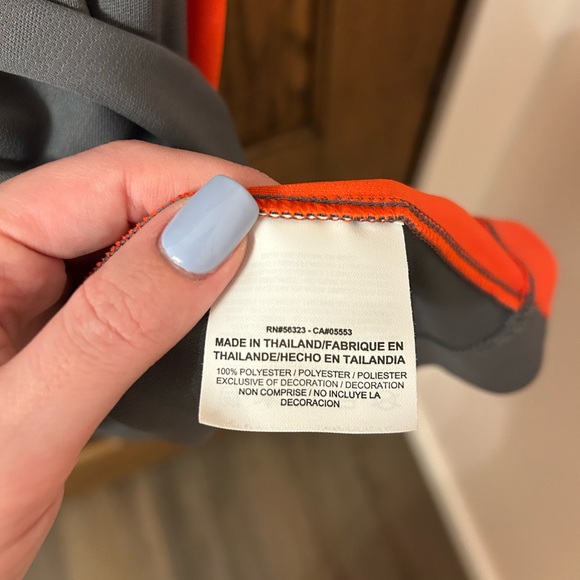 RN#56323 - CA#05553
MADE IN THAILAND/FABRIQUE EN
THAILANDE/HECHO EN TAILANDIA
100% POLYESTER / POLYESTER / POLIESTER
EXCLUSIVE OF DECORATION / DECORATION
NON COMPRISE / NO INCLUYE LA
DECORACION